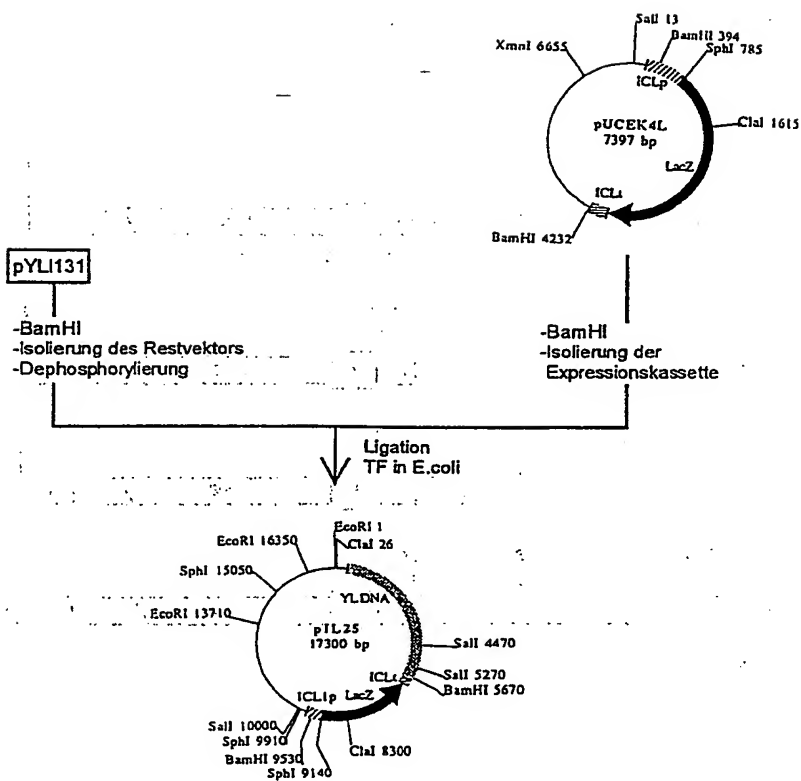 SalI 13
BamHI 394
SphI 785
XmnI 6655
ICLp
pUCEK4L
7397 bp
ClaI 1615
LacZ
ICLt
BamHI 4232
pYLI131
-BamHI
-Isolierung des Restvektors
-Dephosphorylierung
-BamHI
-Isolierung der
Expressionskassette
Ligation
TF in E.coli
EcoRI 1
ClaI 26
EcoRI 16350
SphI 15050
YLDNA
EcoRI 13710
pTL25
17300 bp
SalI 4470
SalI 5270
BamHI 5670
ICLt
LacZ
ICL1p
SalI 10000
SphI 9910
BamHI 9530
SphI 9140
ClaI 8300